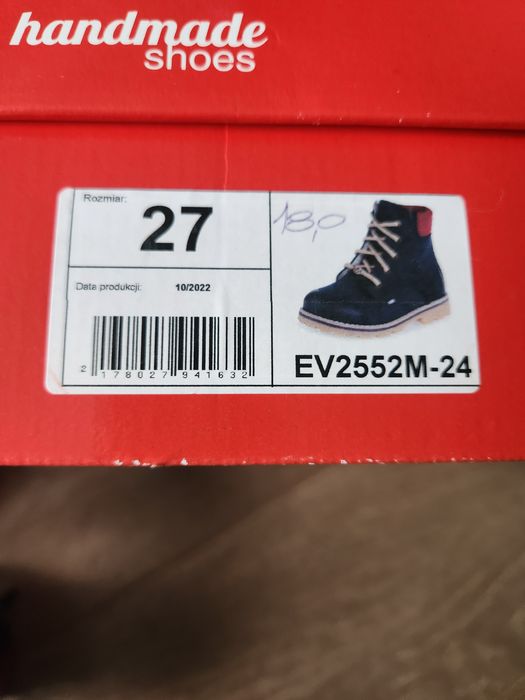 handmade
shoes
Rozmiar:
27
18,0
Data produkcji: 10/2022
2 178027 941632
EV2552M-24